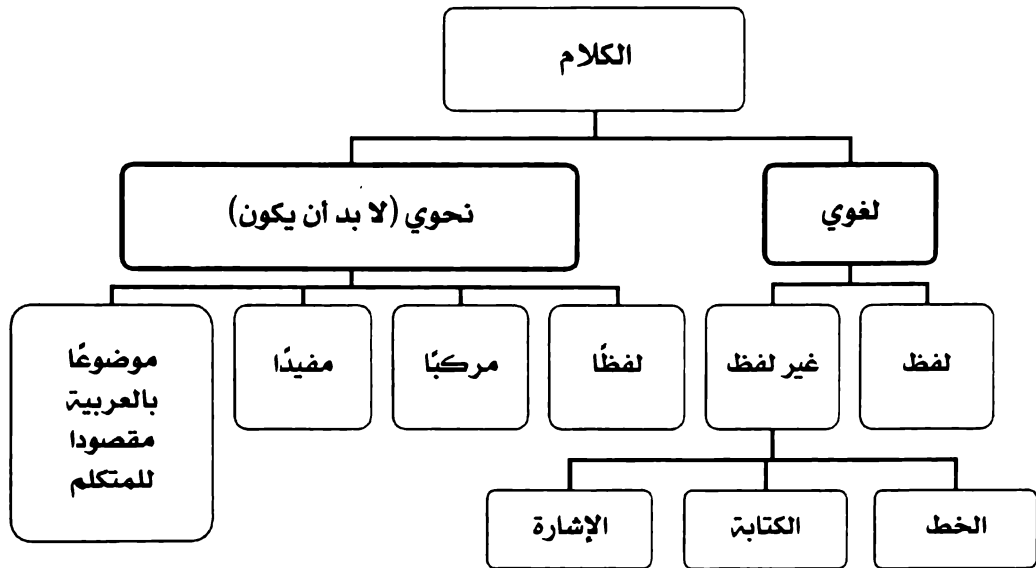 الكلام
لغوي
نحوي (لا بد أن يكون)
لفظ
غير لفظ
لفظًا
مركبًا
مفيدًا
موضوعًا
بالعربية
مقصودا
للمتكلم
الخط
الكتابة
الإشارة